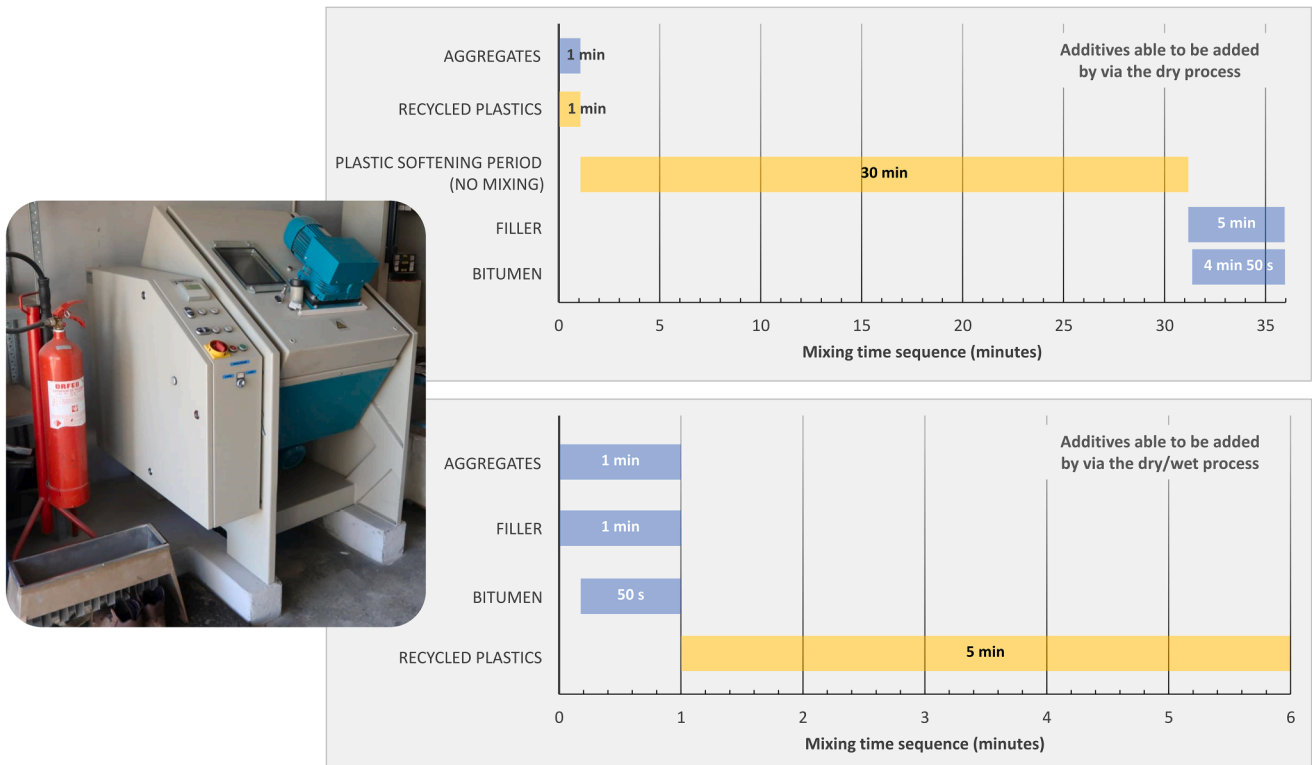 AGGREGATES
1 min
Additives able to be added
by via the dry process
RECYCLED PLASTICS
1 min
PLASTIC SOFTENING PERIOD
(NO MIXING)
30 min
FILLER
5 min
BITUMEN
4 min 50 s
0 5 10 15 20 25 30 35
Mixing time sequence (minutes)
ORFEO
AGGREGATES
1 min
Additives able to be added
by via the dry/wet process
FILLER
1 min
BITUMEN
50 s
RECYCLED PLASTICS
5 min
0 1 2 3 4 5 6
Mixing time sequence (minutes)